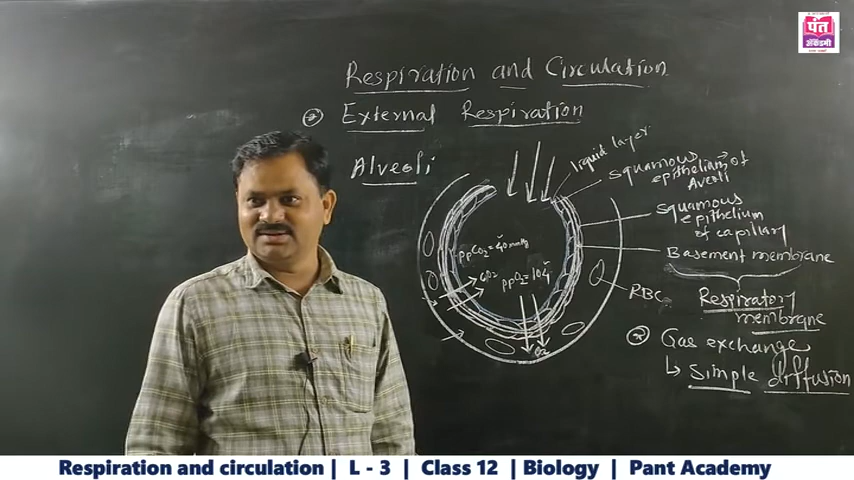 पंत
अकॅडमी
Respiration and Circulation
External Respiration
Alveoli
liquid layer
Squamous
epithelium of
Aveoli
squamous
epithelium
of capillary
Basement membrane
Respiratory
membrane
RBC
ppCO₂ = 40 mmHg
CO₂
ppO₂ = 104
O₂
Gas exchange
↳ Simple diffusion
Respiration and circulation | L - 3 | Class 12 | Biology | Pant Academy